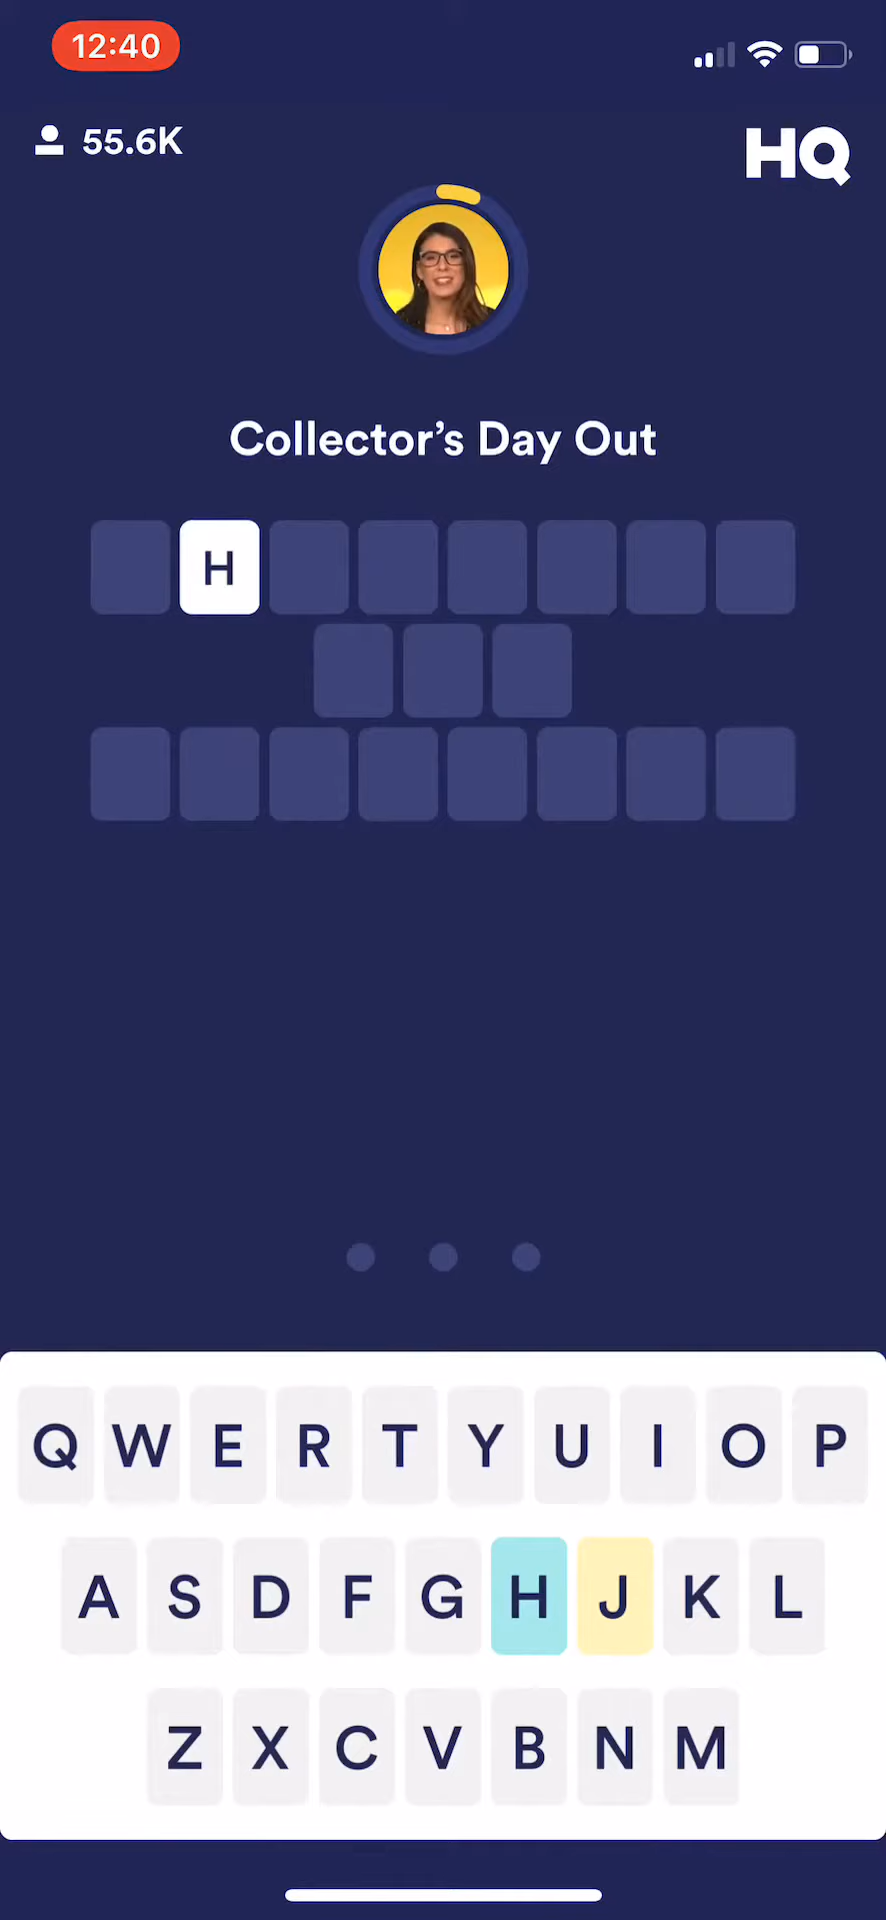 12:40
55.6K
HQ
Collector's Day Out
H
Q W E R T Y U I O P
A S D F G H J K L
Z X C V B N M